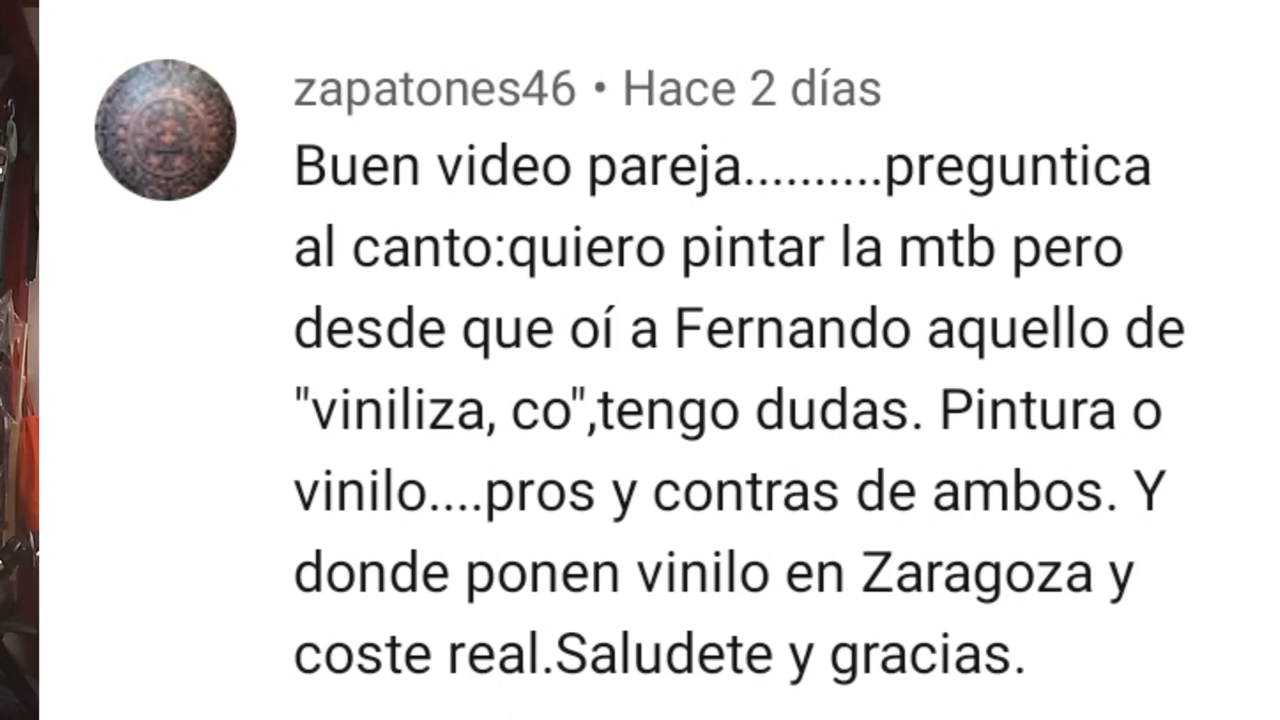 zapatones46 • Hace 2 días
Buen video pareja..........preguntica
al canto:quiero pintar la mtb pero
desde que oí a Fernando aquello de
"viniliza, co",tengo dudas. Pintura o
vinilo....pros y contras de ambos. Y
donde ponen vinilo en Zaragoza y
coste real.Saludete y gracias.